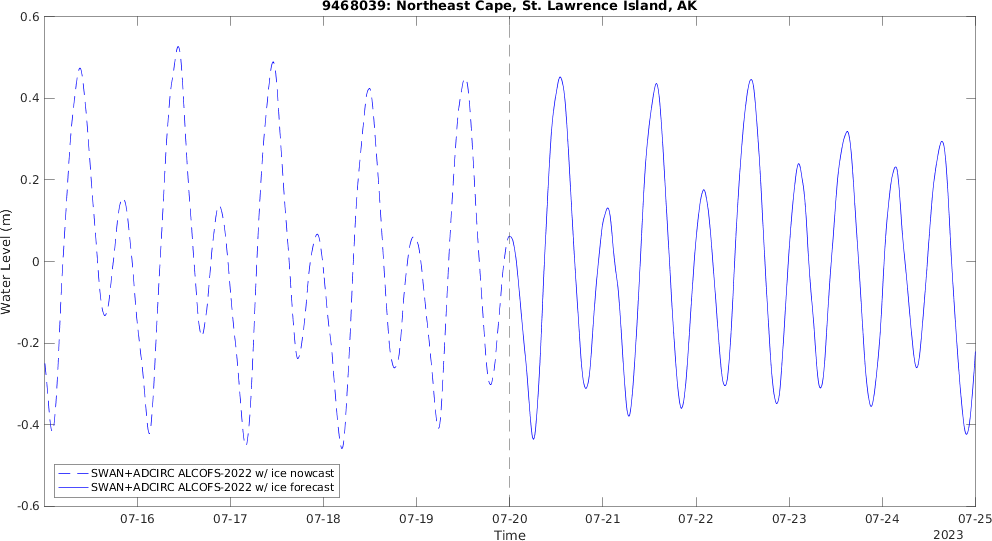 9468039: Northeast Cape, St. Lawrence Island, AK
0.6
0.4
0.2
0
-0.2
-0.4
-0.6
Water Level (m)
SWAN+ADCIRC ALCOFS-2022 w/ ice nowcast
SWAN+ADCIRC ALCOFS-2022 w/ ice forecast
07-16 07-17 07-18 07-19 07-20 07-21 07-22 07-23 07-24 07-25
Time
2023